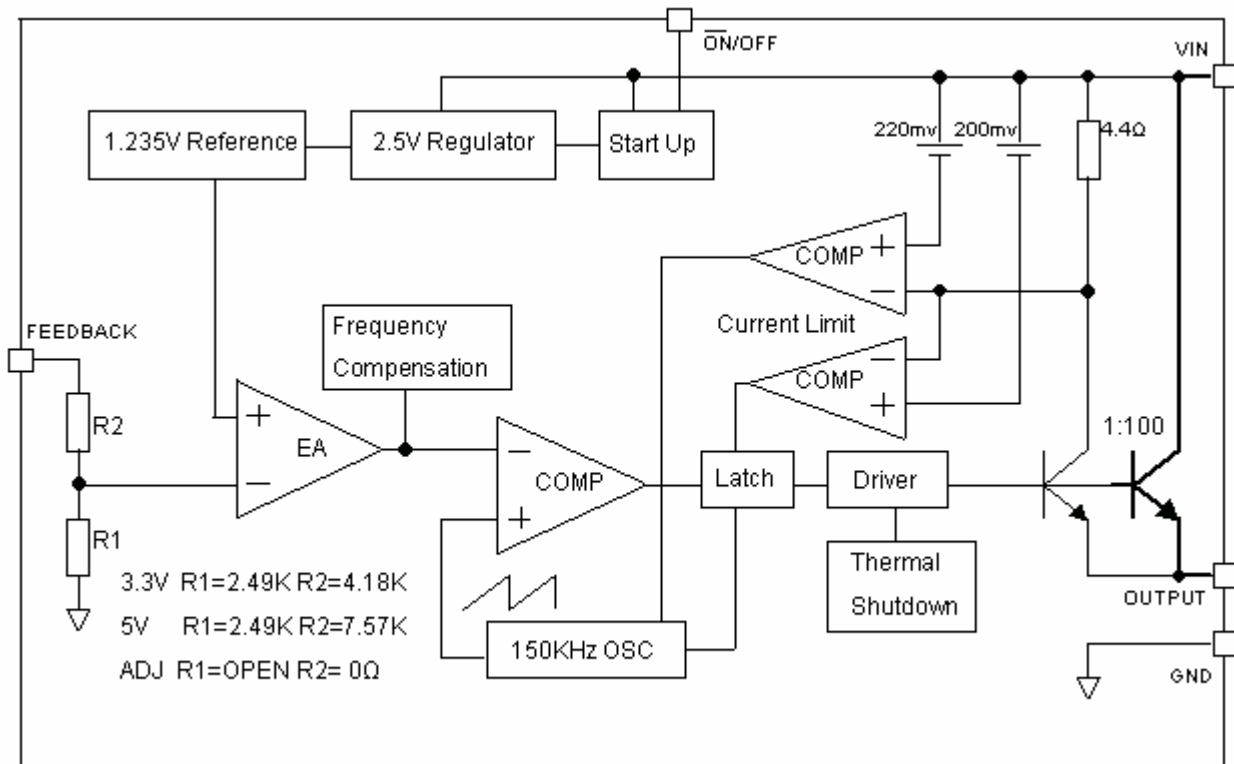 ON/OFF
VIN
1.235V Reference
2.5V Regulator
Start Up
220mv
200mv
4.4Ω
+
COMP
−
Current Limit
−
COMP
+
FEEDBACK
Frequency
Compensation
R2
+
EA
−
−
COMP
+
Latch
Driver
1:100
R1
Thermal
Shutdown
3.3V R1=2.49K R2=4.18K
5V R1=2.49K R2=7.57K
ADJ R1=OPEN R2= 0Ω
150KHz OSC
OUTPUT
GND